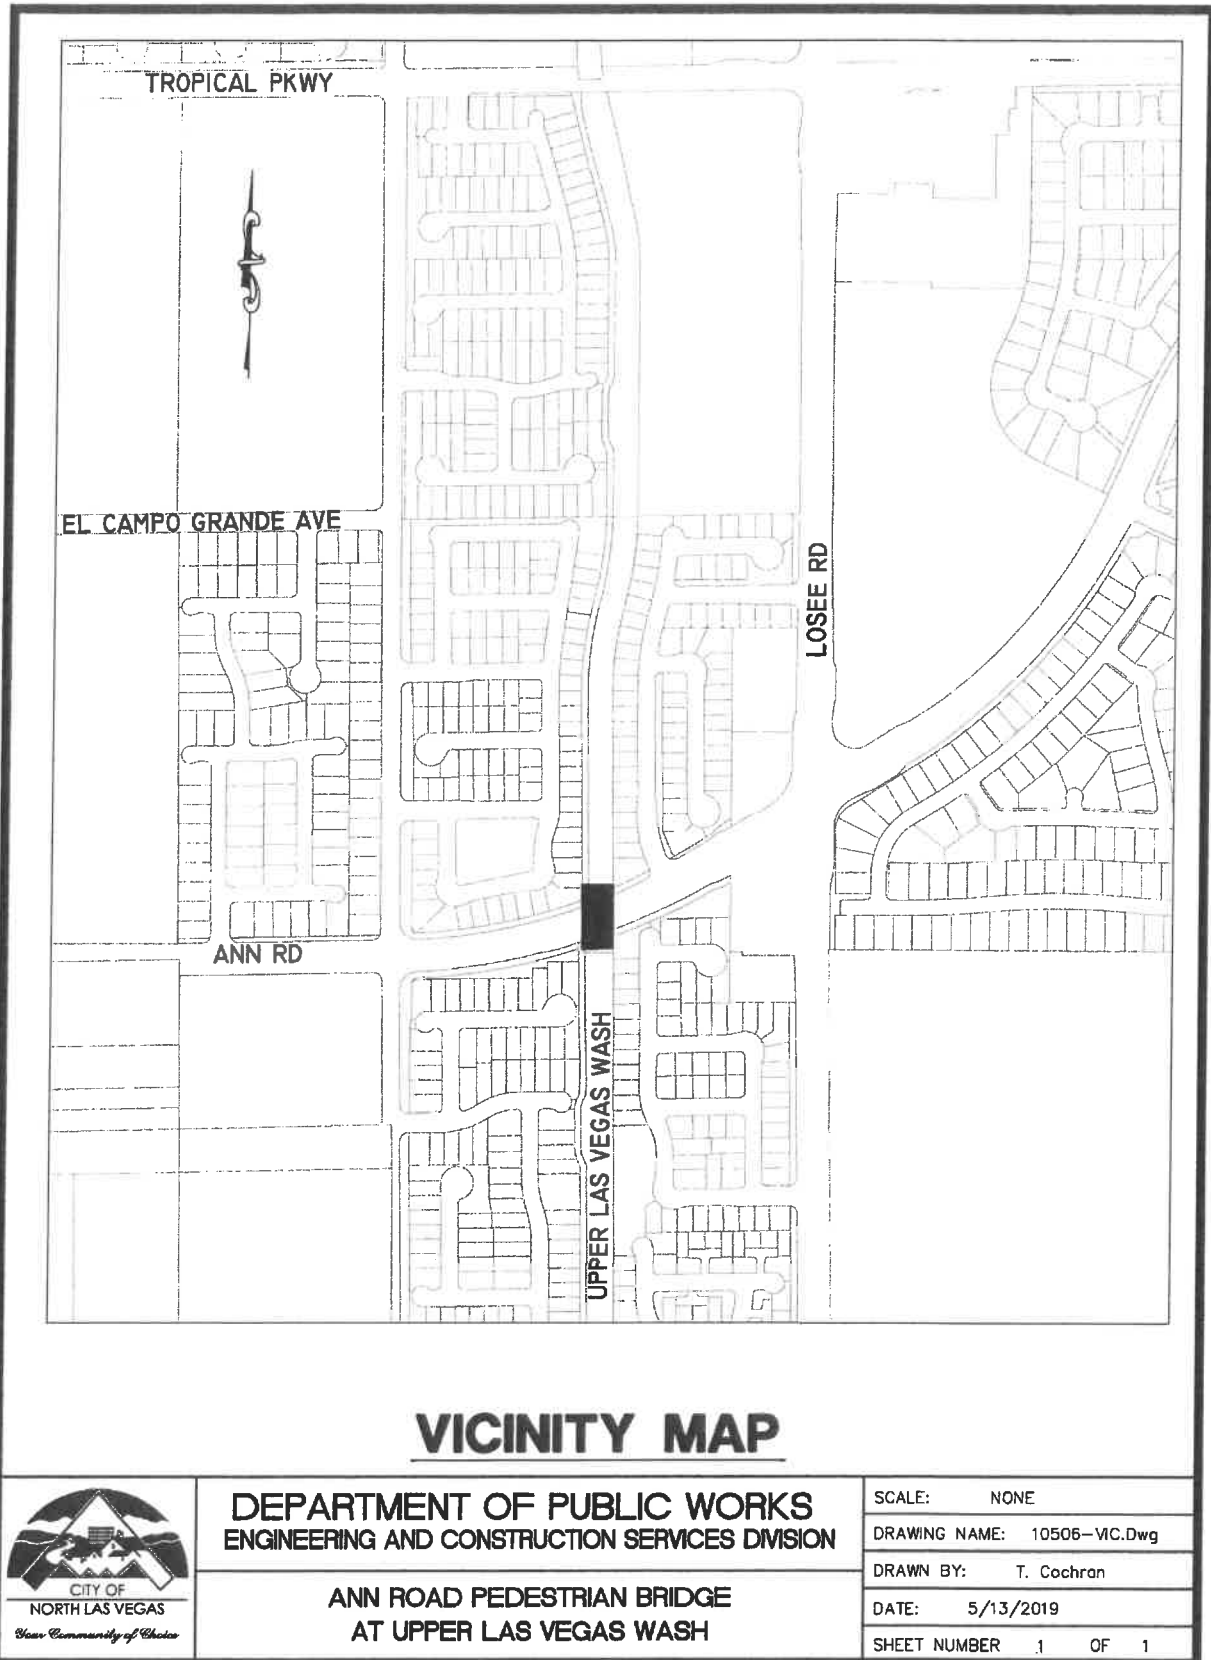 TROPICAL PKWY
EL CAMPO GRANDE AVE
LOSEE RD
ANN RD
UPPER LAS VEGAS WASH
VICINITY MAP
CITY OF
NORTH LAS VEGAS
Your Community of Choice
DEPARTMENT OF PUBLIC WORKS
ENGINEERING AND CONSTRUCTION SERVICES DIVISION
ANN ROAD PEDESTRIAN BRIDGE
AT UPPER LAS VEGAS WASH
SCALE: NONE
DRAWING NAME: 10506-VIC.Dwg
DRAWN BY: T. Cochran
DATE: 5/13/2019
SHEET NUMBER 1 OF 1